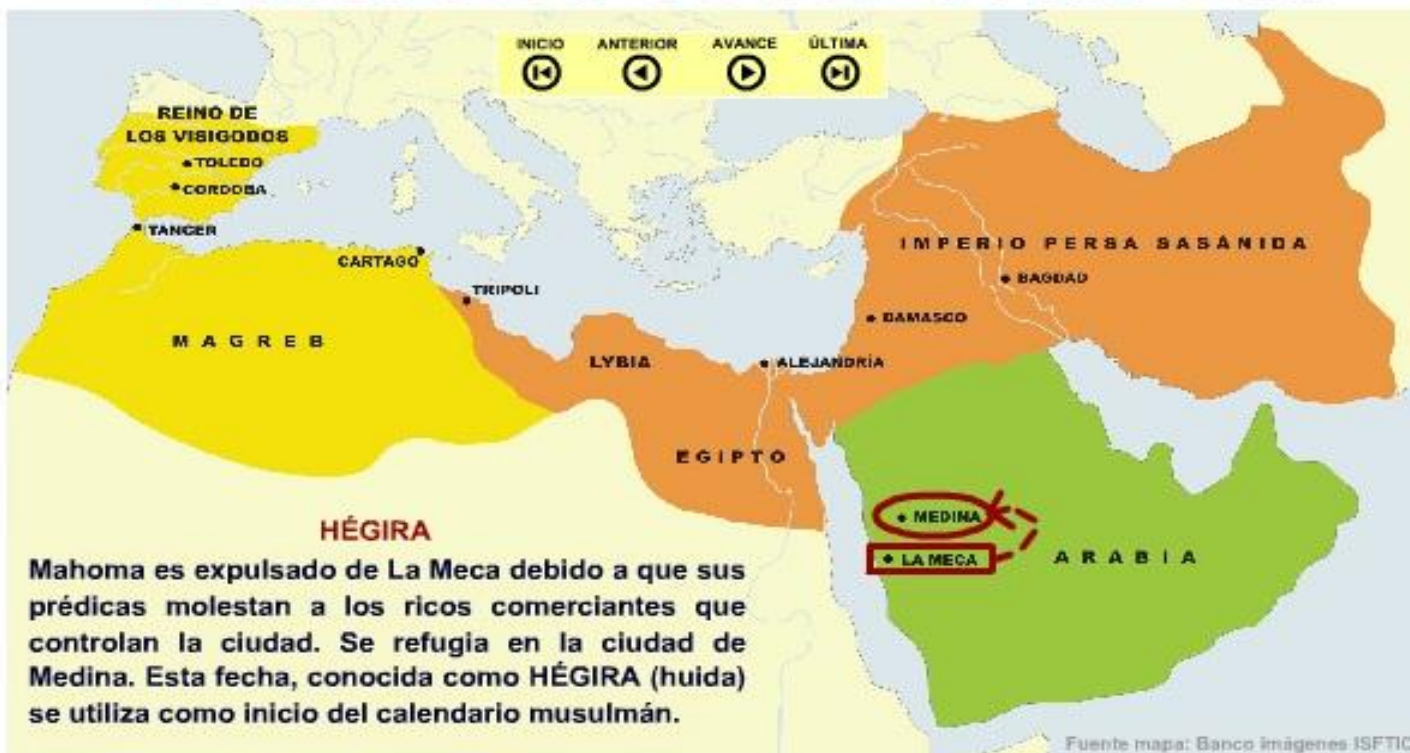 INICIO ANTERIOR AVANCE ÚLTIMA
REINO DE
LOS VISIGODOS
TOLEDO
CORDOBA
TANGER
CARTAGO
TRIPOLI
MAGREB
LYBIA
ALEJANDRÍA
EGIPTO
IMPERIO PERSA SASÁNIDA
BAGDAD
DAMASCO
MEDINA
LA MECA
ARABIA
HÉGIRA
Mahoma es expulsado de La Meca debido a que sus
prédicas molestan a los ricos comerciantes que
controlan la ciudad. Se refugia en la ciudad de
Medina. Esta fecha, conocida como HÉGIRA (huida)
se utiliza como inicio del calendario musulmán.
Fuente mapa: Banco imágenes ISFTIC